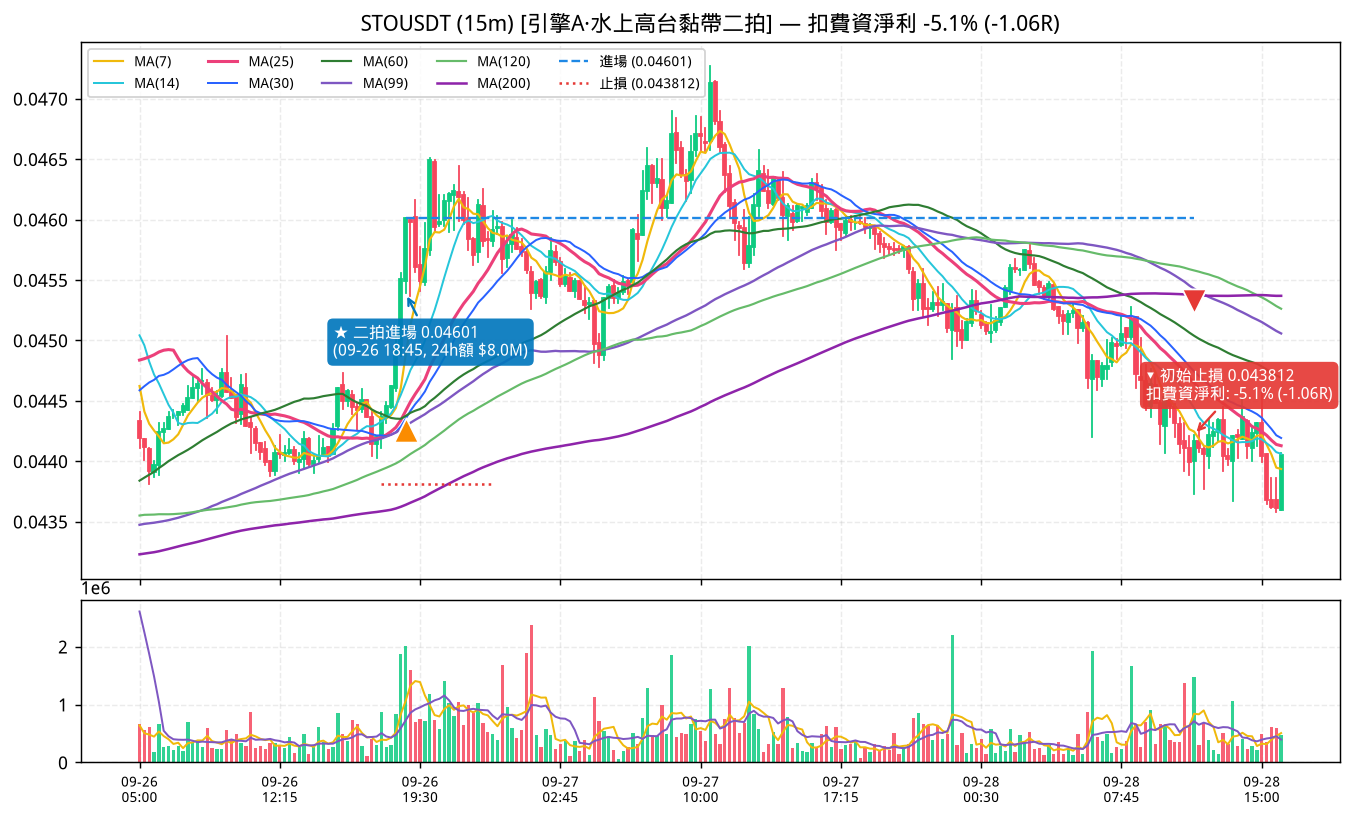 STOUSDT (15m) [引擎A·水上高台黏帶二拍] — 扣費資淨利 -5.1% (-1.06R)
MA(7) MA(25) MA(60) MA(120) 進場 (0.04601)
MA(14) MA(30) MA(99) MA(200) 止損 (0.043812)
0.0470
0.0465
0.0460
0.0455
0.0450
0.0445
0.0440
0.0435
★ 二拍進場 0.04601
(09-26 18:45, 24h額 $8.0M)
▼ 初始止損 0.043812
扣費資淨利: -5.1% (-1.06R)
1e6
2
1
0
09-26 09-26 09-26 09-27 09-27 09-27 09-28 09-28 09-28
05:00 12:15 19:30 02:45 10:00 17:15 00:30 07:45 15:00